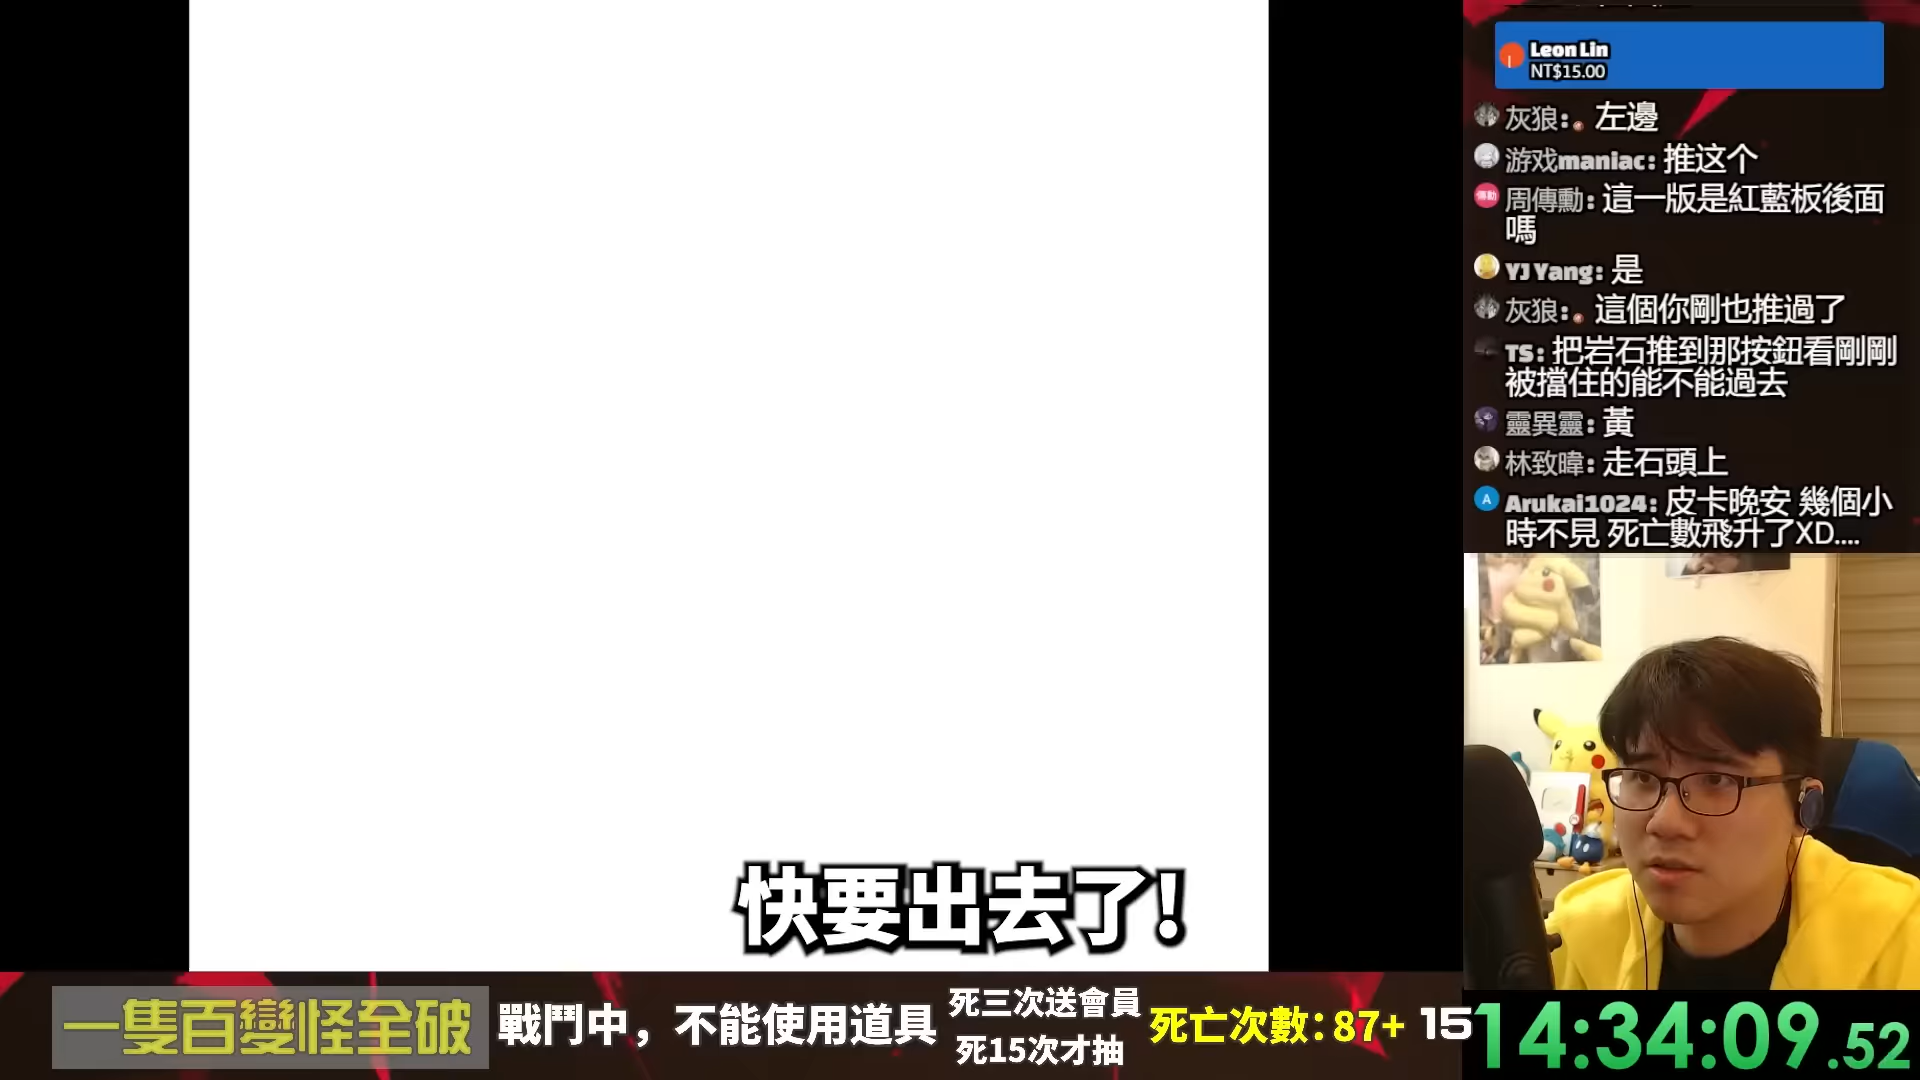 Leon Lin
NT$15.00
灰狼: 左邊
游戏maniac: 推这个
周傳勳: 這一版是紅藍板後面
嗎
YJ Yang: 是
灰狼: 這個你剛也推過了
TS: 把岩石推到那按鈕看剛剛
被擋住的能不能過去
靈異靈: 黃
林致暐: 走石頭上
A
Arukai1024: 皮卡晚安 幾個小
時不見 死亡數飛升了XD....
快要出去了!
一隻百變怪全破
戰鬥中，不能使用道具
死三次送會員
死15次才抽
死亡次數: 87+ 15
14:34:09.52